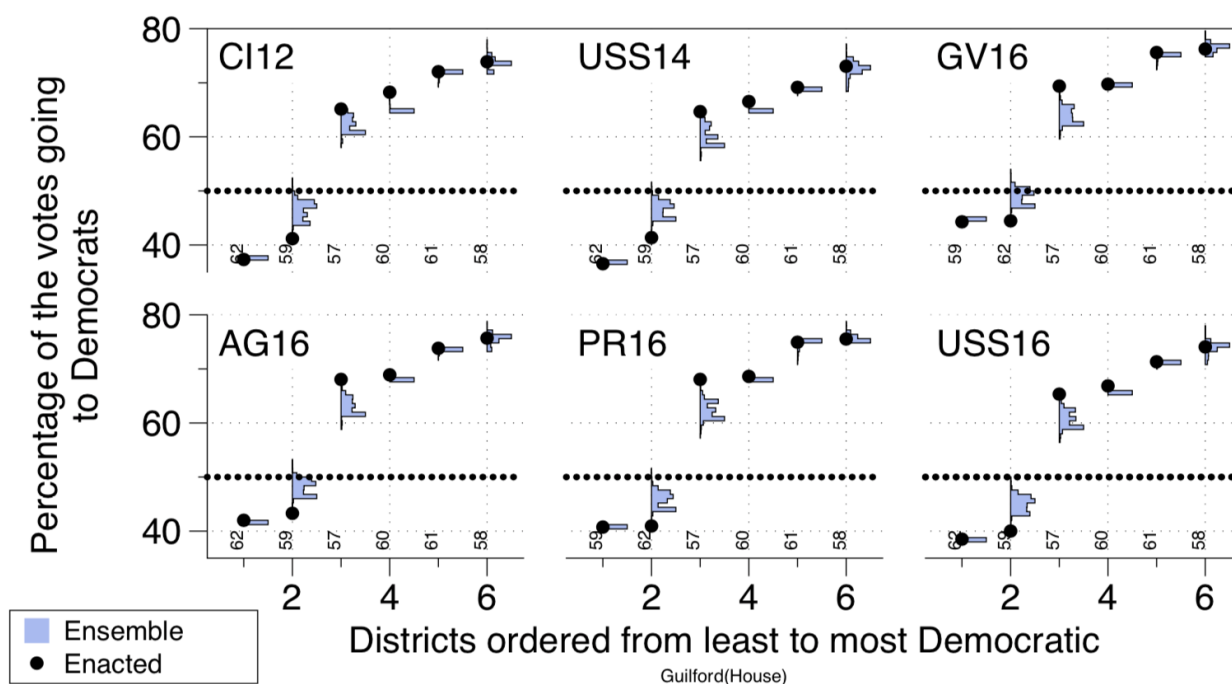 Percentage of the votes going
to Democrats
80
60
40
CI12
62
59
57
60
61
58
USS14
62
59
57
60
61
58
GV16
59
62
57
60
61
58
80
60
40
AG16
62
59
57
60
61
58
PR16
59
62
57
60
61
58
USS16
62
59
57
60
61
58
2 4 6
2 4 6
2 4 6
Districts ordered from least to most Democratic
Guilford(House)
Ensemble
Enacted